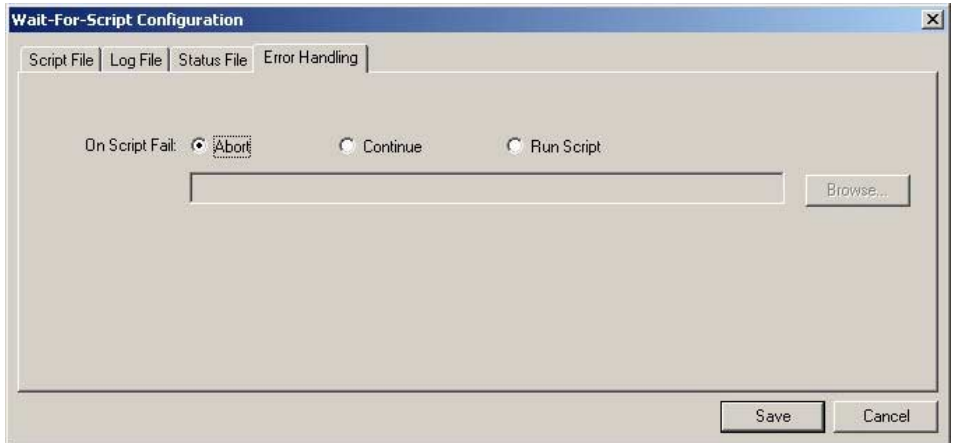 Wait-For-Script Configuration
Script File Log File Status File Error Handling
On Script Fail: Abort Continue Run Script
Browse...
Save Cancel